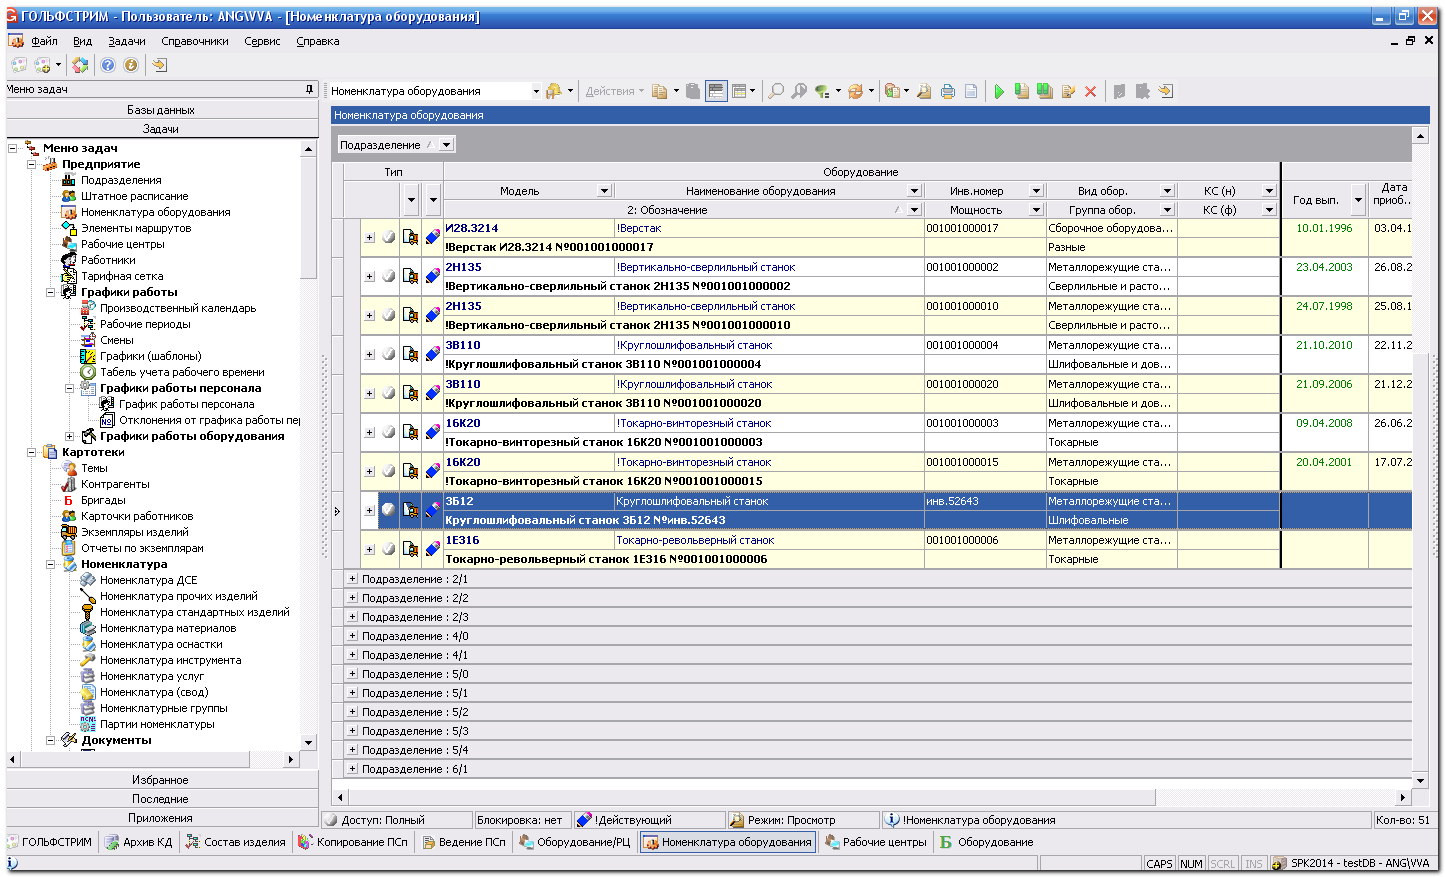 ГОЛЬФСТРИМ - Пользователь: ANG\VVA - [Номенклатура оборудования]
Файл Вид Задачи Справочники Сервис Справка
Меню задач
Номенклатура оборудования Действия
Базы данных
Задачи
Номенклатура оборудования
Подразделение
Меню задач
Предприятие
Подразделения
Штатное расписание
Номенклатура оборудования
Элементы маршрутов
Рабочие центры
Работники
Тарифная сетка
Графики работы
Производственный календарь
Рабочие периоды
Смены
Графики (шаблоны)
Табель учета рабочего времени
Графики работы персонала
График работы персонала
Отклонения от графика работы пер
Графики работы оборудования
Картотеки
Темы
Контрагенты
Бригады
Карточки работников
Экземпляры изделий
Отчеты по экземплярам
Номенклатура
Номенклатура ДСЕ
Номенклатура прочих изделий
Номенклатура стандартных изделий
Номенклатура материалов
Номенклатура оснастки
Номенклатура инструмента
Номенклатура услуг
Номенклатура (свод)
Номенклатурные группы
Партии номенклатуры
Документы
Избранное
Последние
Приложения
Тип Оборудование
Модель Наименование оборудования Инв.номер Вид обор. КС (н) Год вып. Дата приоб...
2: Обозначение Мощность Группа обор. КС (ф)
И28.3214 !Верстак 001001000017 Сборочное оборудова... 10.01.1996 03.04.1
!Верстак И28.3214 №001001000017 Разные
2Н135 !Вертикально-сверлильный станок 001001000002 Металлорежущие ста... 23.04.2003 26.08.2
!Вертикально-сверлильный станок 2Н135 №001001000002 Сверлильные и расто...
2Н135 !Вертикально-сверлильный станок 001001000010 Металлорежущие ста... 24.07.1998 25.08.1
!Вертикально-сверлильный станок 2Н135 №001001000010 Сверлильные и расто...
3В110 !Круглошлифовальный станок 001001000004 Металлорежущие ста... 21.10.2010 22.11.2
!Круглошлифовальный станок 3В110 №001001000004 Шлифовальные и дов...
3В110 !Круглошлифовальный станок 001001000020 Металлорежущие ста... 21.09.2006 21.12.2
!Круглошлифовальный станок 3В110 №001001000020 Шлифовальные и дов...
16К20 !Токарно-винторезный станок 001001000003 Металлорежущие ста... 09.04.2008 26.06.2
!Токарно-винторезный станок 16К20 №001001000003 Токарные
16К20 !Токарно-винторезный станок 001001000015 Металлорежущие ста... 20.04.2001 17.07.2
!Токарно-винторезный станок 16К20 №001001000015 Токарные
3Б12 Круглошлифовальный станок инв.52643 Металлорежущие ста...
Круглошлифовальный станок 3Б12 №инв.52643 Шлифовальные
1Е316 Токарно-револьверный станок 001001000006 Металлорежущие ста...
Токарно-револьверный станок 1Е316 №001001000006 Токарные
Подразделение : 2/1
Подразделение : 2/2
Подразделение : 2/3
Подразделение : 4/0
Подразделение : 4/1
Подразделение : 5/0
Подразделение : 5/1
Подразделение : 5/2
Подразделение : 5/3
Подразделение : 5/4
Подразделение : 6/1
Доступ: Полный Блокировка: нет !Действующий Режим: Просмотр !Номенклатура оборудования Кол-во: 51
ГОЛЬФСТРИМ Архив КД Состав изделия Копирование ПСп Ведение ПСп Оборудование/РЦ Номенклатура оборудования Рабочие центры Б Оборудование
CAPS NUM SCRL INS SPK2014 - testDB - ANG\VVA